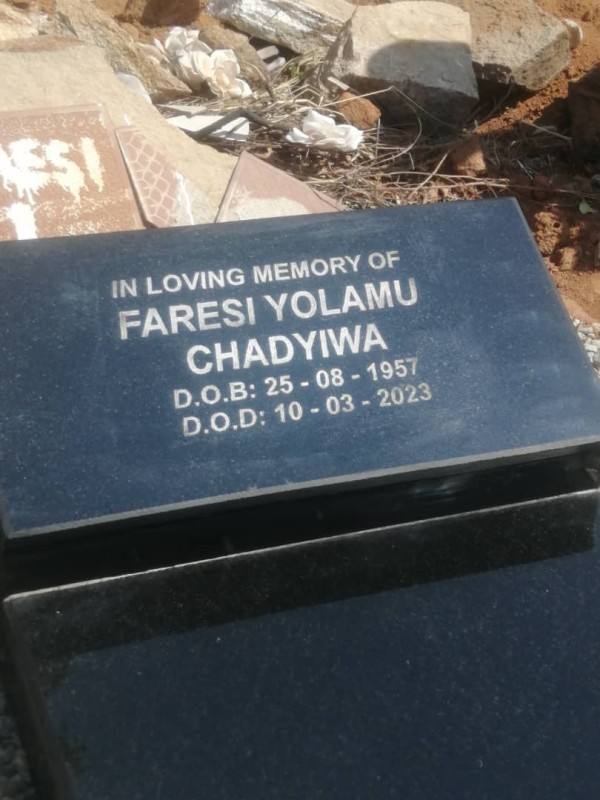 IN LOVING MEMORY OF
FARESI YOLAMU
CHADYIWA
D.O.B: 25 - 08 - 1957
D.O.D: 10 - 03 - 2023